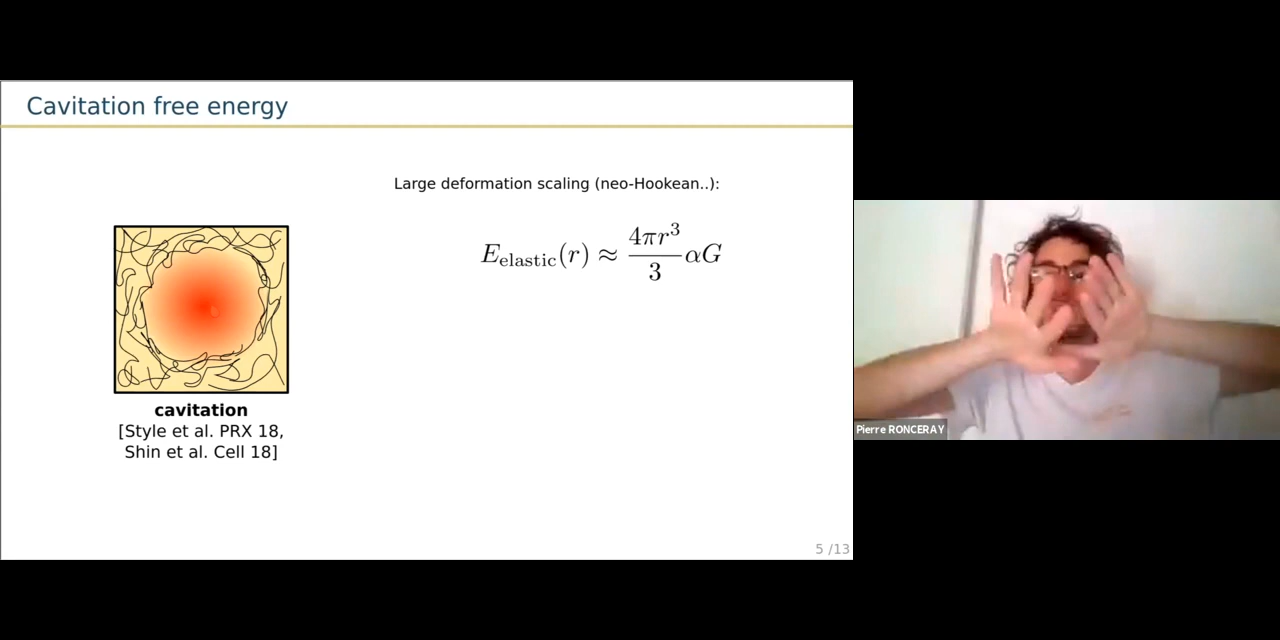 Cavitation free energy
Large deformation scaling (neo-Hookean..):
E_elastic(r) ≈ 4πr³/3 αG
cavitation
[Style et al. PRX 18,
Shin et al. Cell 18]
Pierre RONCERAY
5 /13